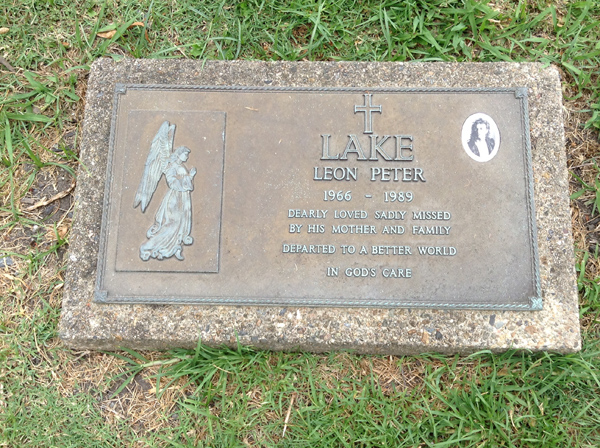 LAKE
LEON PETER
1966 - 1989
DEARLY LOVED SADLY MISSED
BY HIS MOTHER AND FAMILY
DEPARTED TO A BETTER WORLD
IN GOD'S CARE